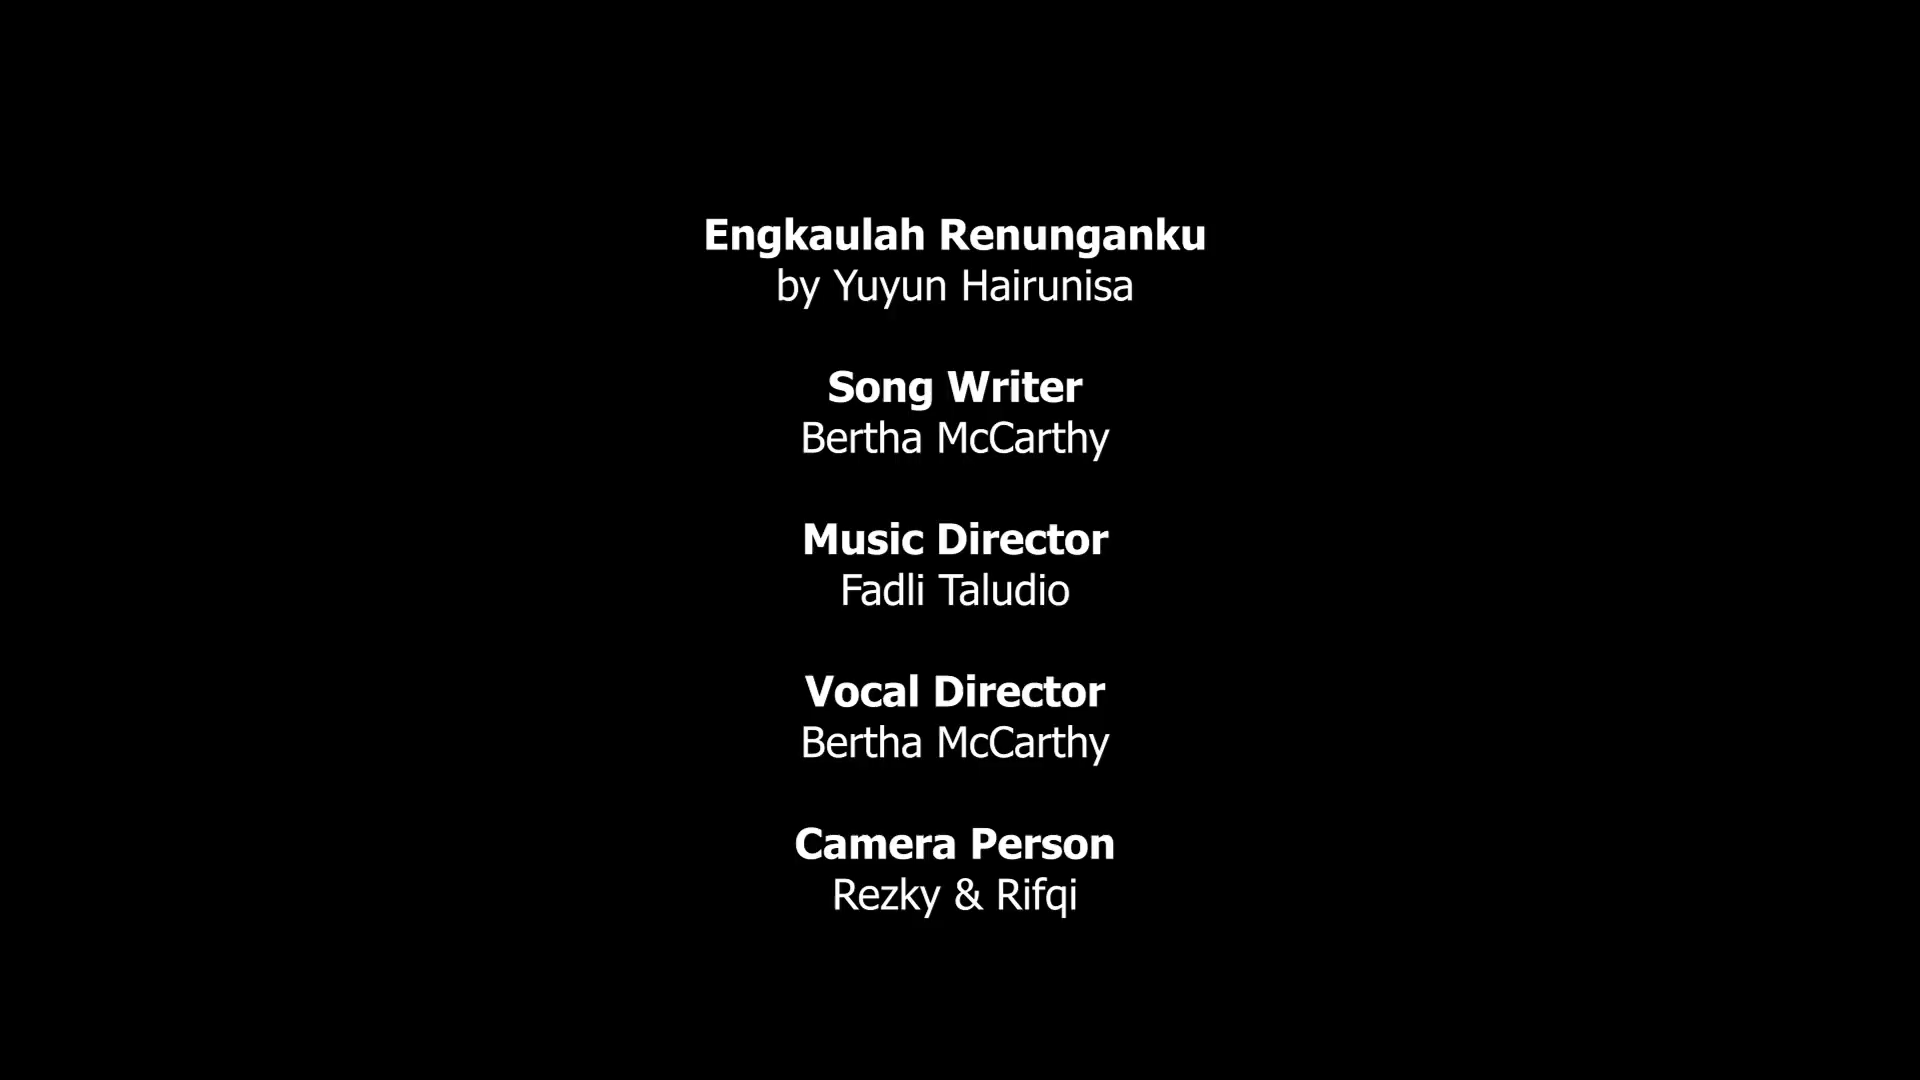 Engkaulah Renunganku
by Yuyun Hairunisa
Song Writer
Bertha McCarthy
Music Director
Fadli Taludio
Vocal Director
Bertha McCarthy
Camera Person
Rezky & Rifqi